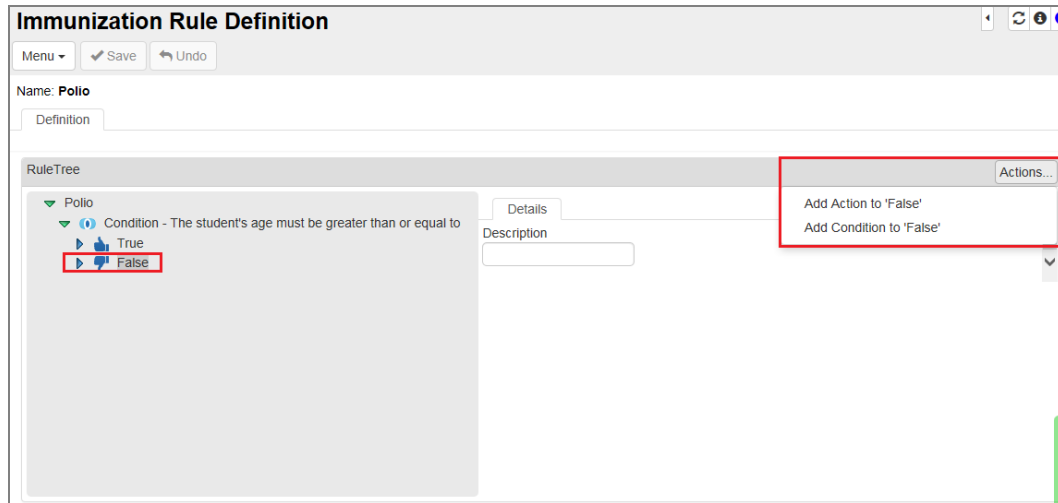 Immunization Rule Definition
Menu Save Undo
Name: Polio
Definition
RuleTree
Actions...
Polio
Condition - The student's age must be greater than or equal to
True
False
Details
Description
Add Action to 'False'
Add Condition to 'False'